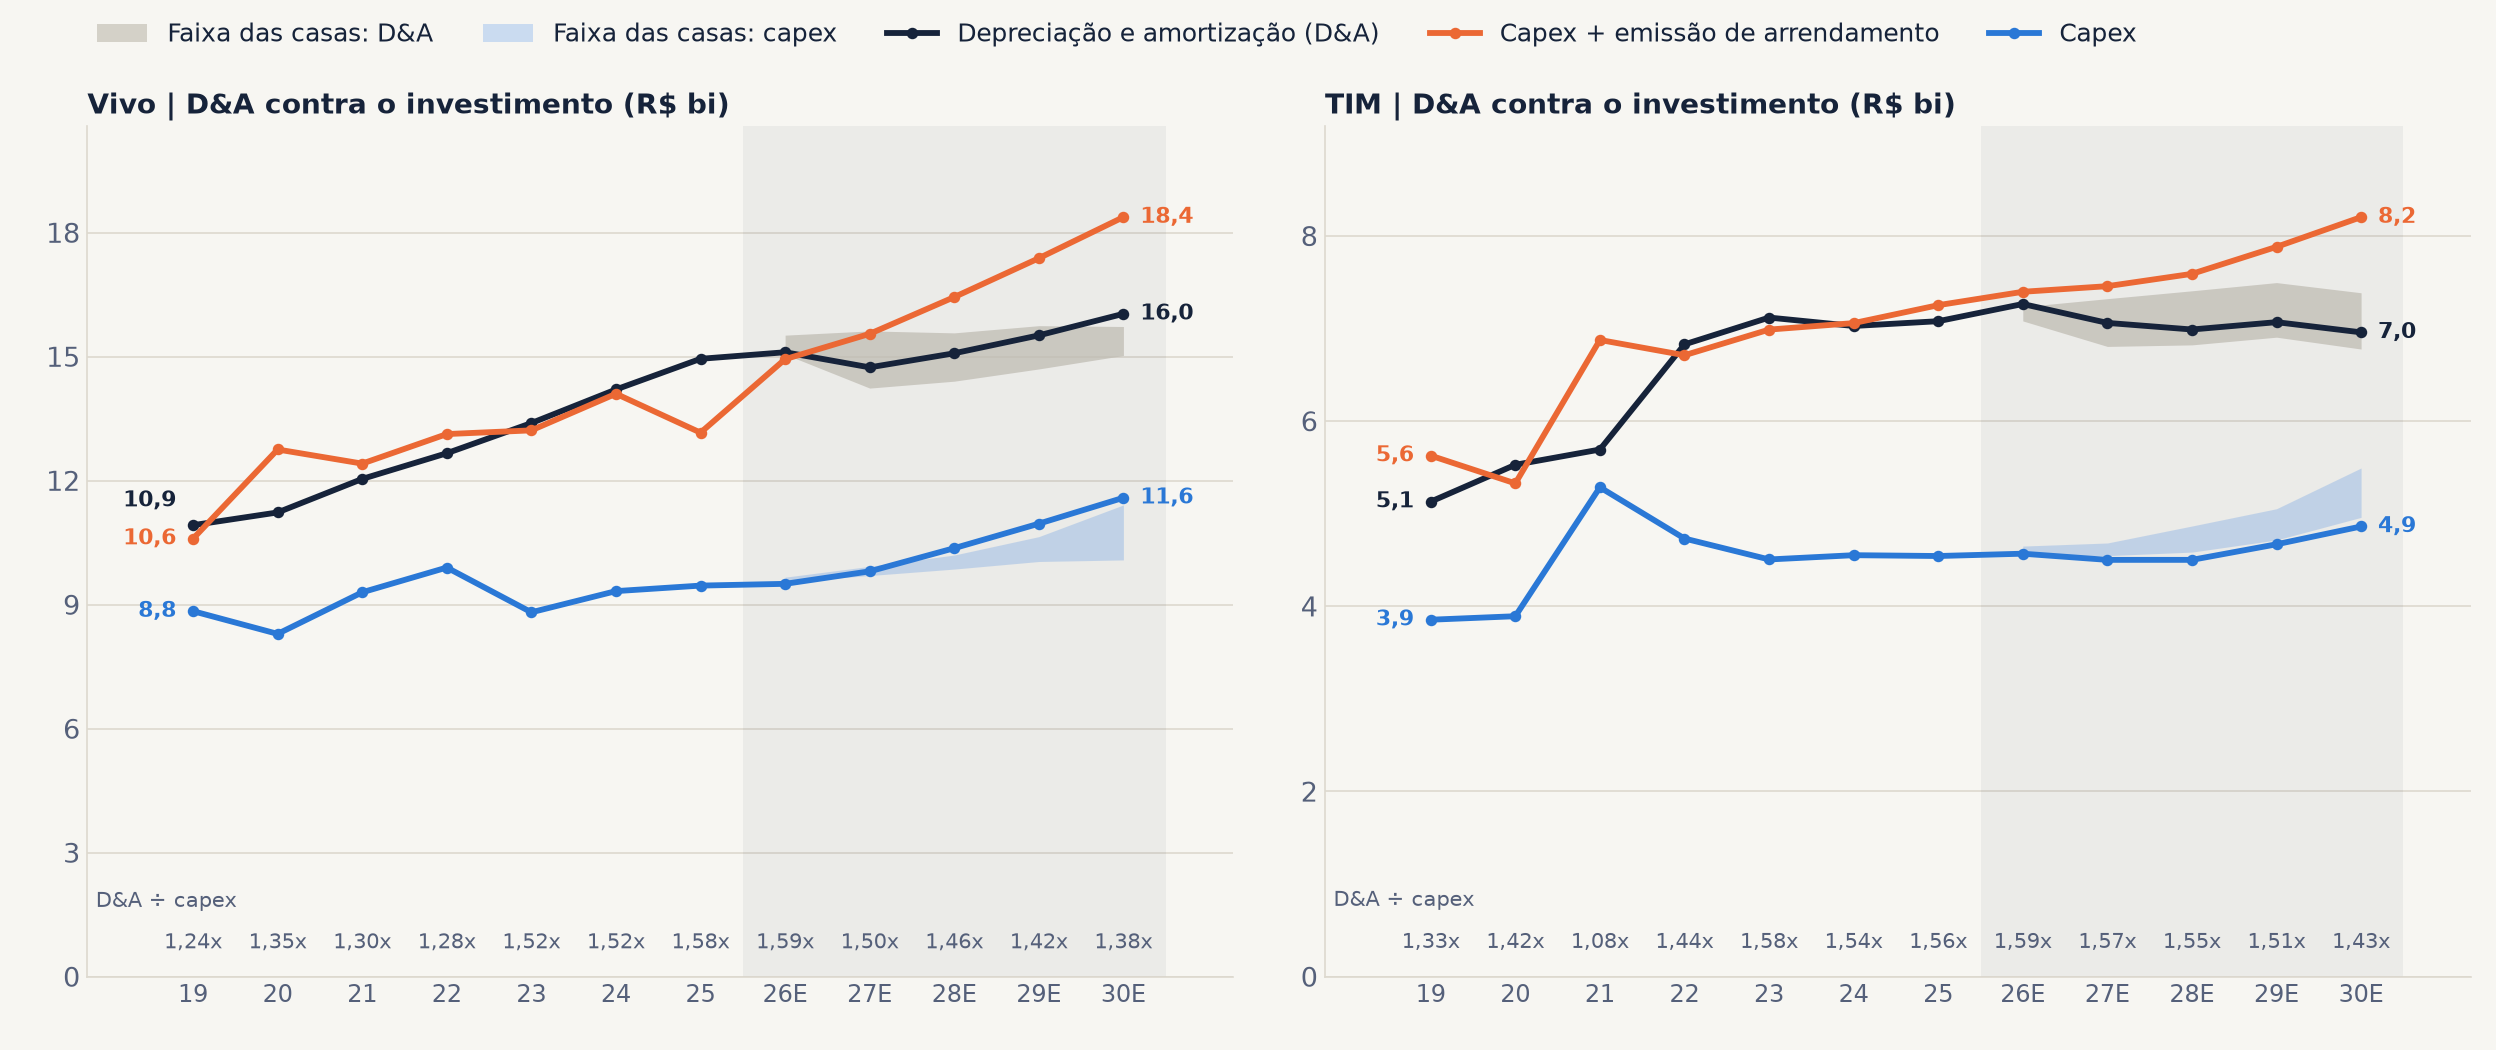 Faixa das casas: D&A Faixa das casas: capex Depreciação e amortização (D&A) Capex + emissão de arrendamento Capex
Vivo | D&A contra o investimento (R$ bi)
18
15
12
9
6
3
0
10,9
10,6
8,8
18,4
16,0
11,6
D&A ÷ capex
1,24x 1,35x 1,30x 1,28x 1,52x 1,52x 1,58x 1,59x 1,50x 1,46x 1,42x 1,38x
19 20 21 22 23 24 25 26E 27E 28E 29E 30E
TIM | D&A contra o investimento (R$ bi)
8
6
4
2
0
5,6
5,1
3,9
8,2
7,0
4,9
D&A ÷ capex
1,33x 1,42x 1,08x 1,44x 1,58x 1,54x 1,56x 1,59x 1,57x 1,55x 1,51x 1,43x
19 20 21 22 23 24 25 26E 27E 28E 29E 30E